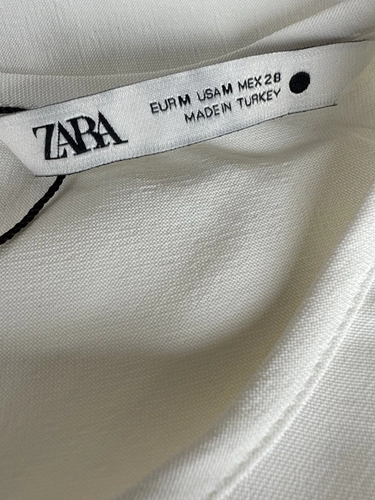 ZARA
EUR M USA M MEX 28
MADE IN TURKEY